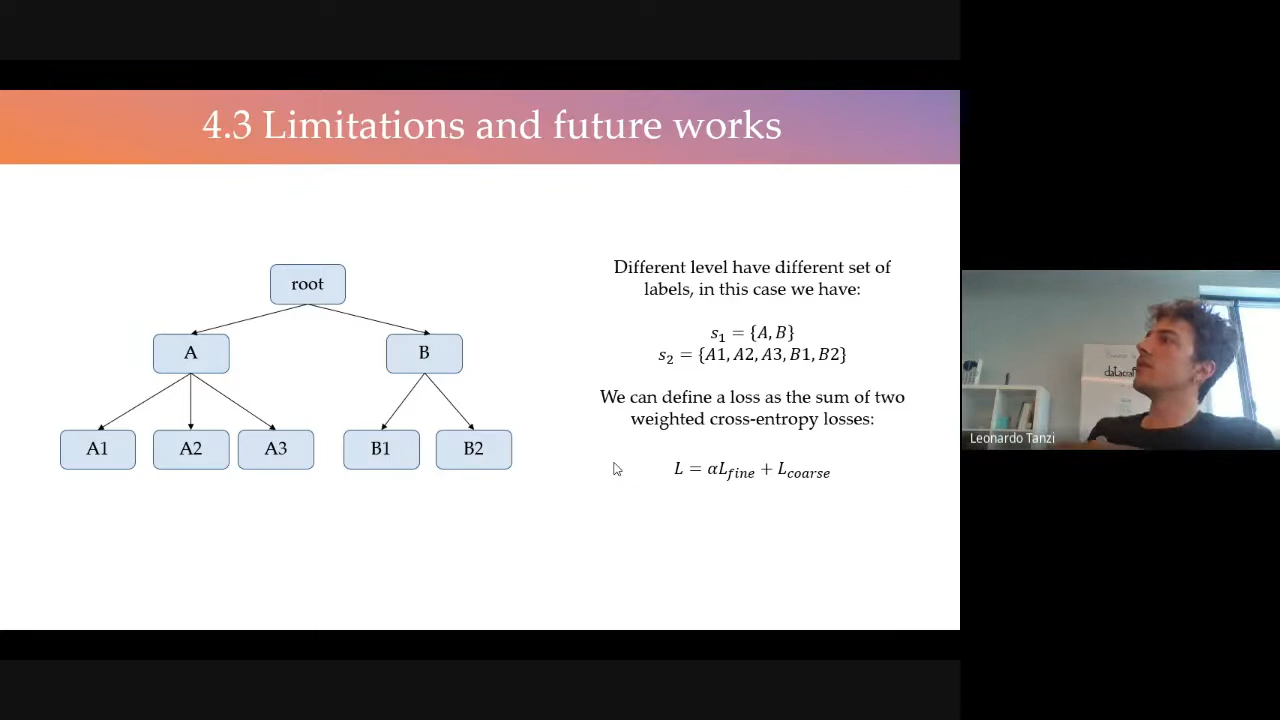 4.3 Limitations and future works
root
A
B
A1
A2
A3
B1
B2
Different level have different set of
labels, in this case we have:
s₁ = {A, B}
s₂ = {A1, A2, A3, B1, B2}
We can define a loss as the sum of two
weighted cross-entropy losses:
L = αL_fine + L_coarse
datacraft
Leonardo Tanzi